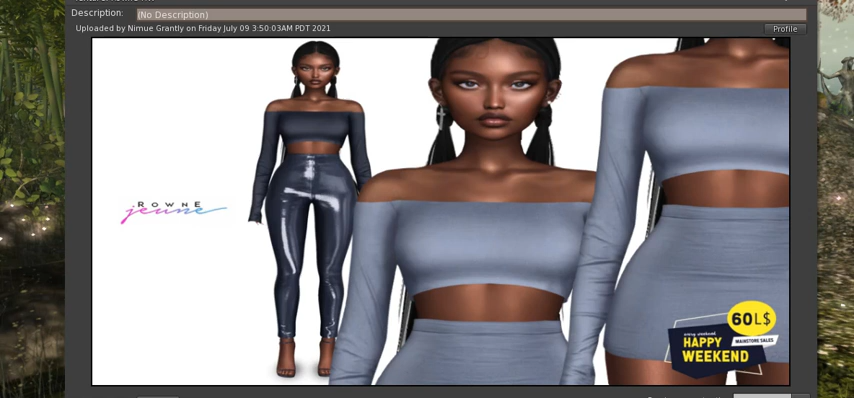 Description: (No Description)
Uploaded by Nimue Grantly on Friday July 09 3:50:03AM PDT 2021
Profile
ROWNE
jeune
60L$
HAPPY
MAINSTORE SALES
WEEKEND